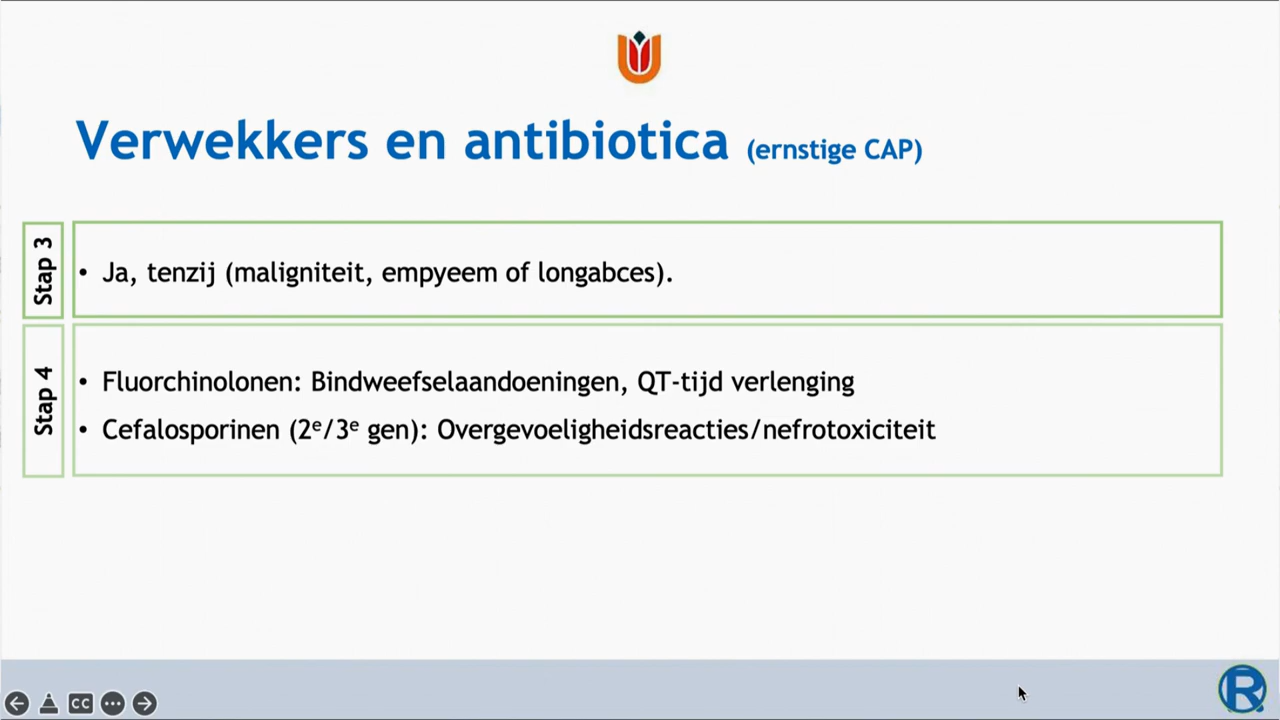 Verwekkers en antibiotica (ernstige CAP)
Stap 3
• Ja, tenzij (maligniteit, empyeem of longabces).
Stap 4
• Fluorchinolonen: Bindweefselaandoeningen, QT-tijd verlenging
• Cefalosporinen (2ᵉ/3ᵉ gen): Overgevoeligheidsreacties/nefrotoxiciteit
CC
R